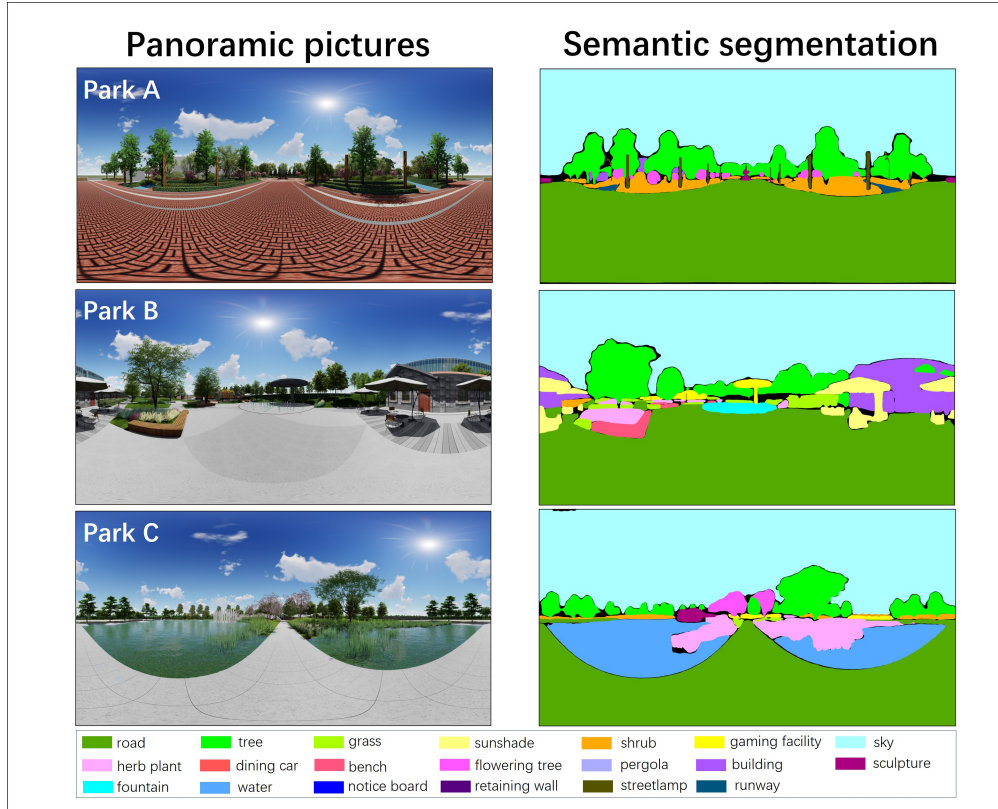 Panoramic pictures
Semantic segmentation
Park A
Park B
Park C
road tree grass sunshade shrub gaming facility sky
herb plant dining car bench flowering tree pergola building sculpture
fountain water notice board retaining wall streetlamp runway